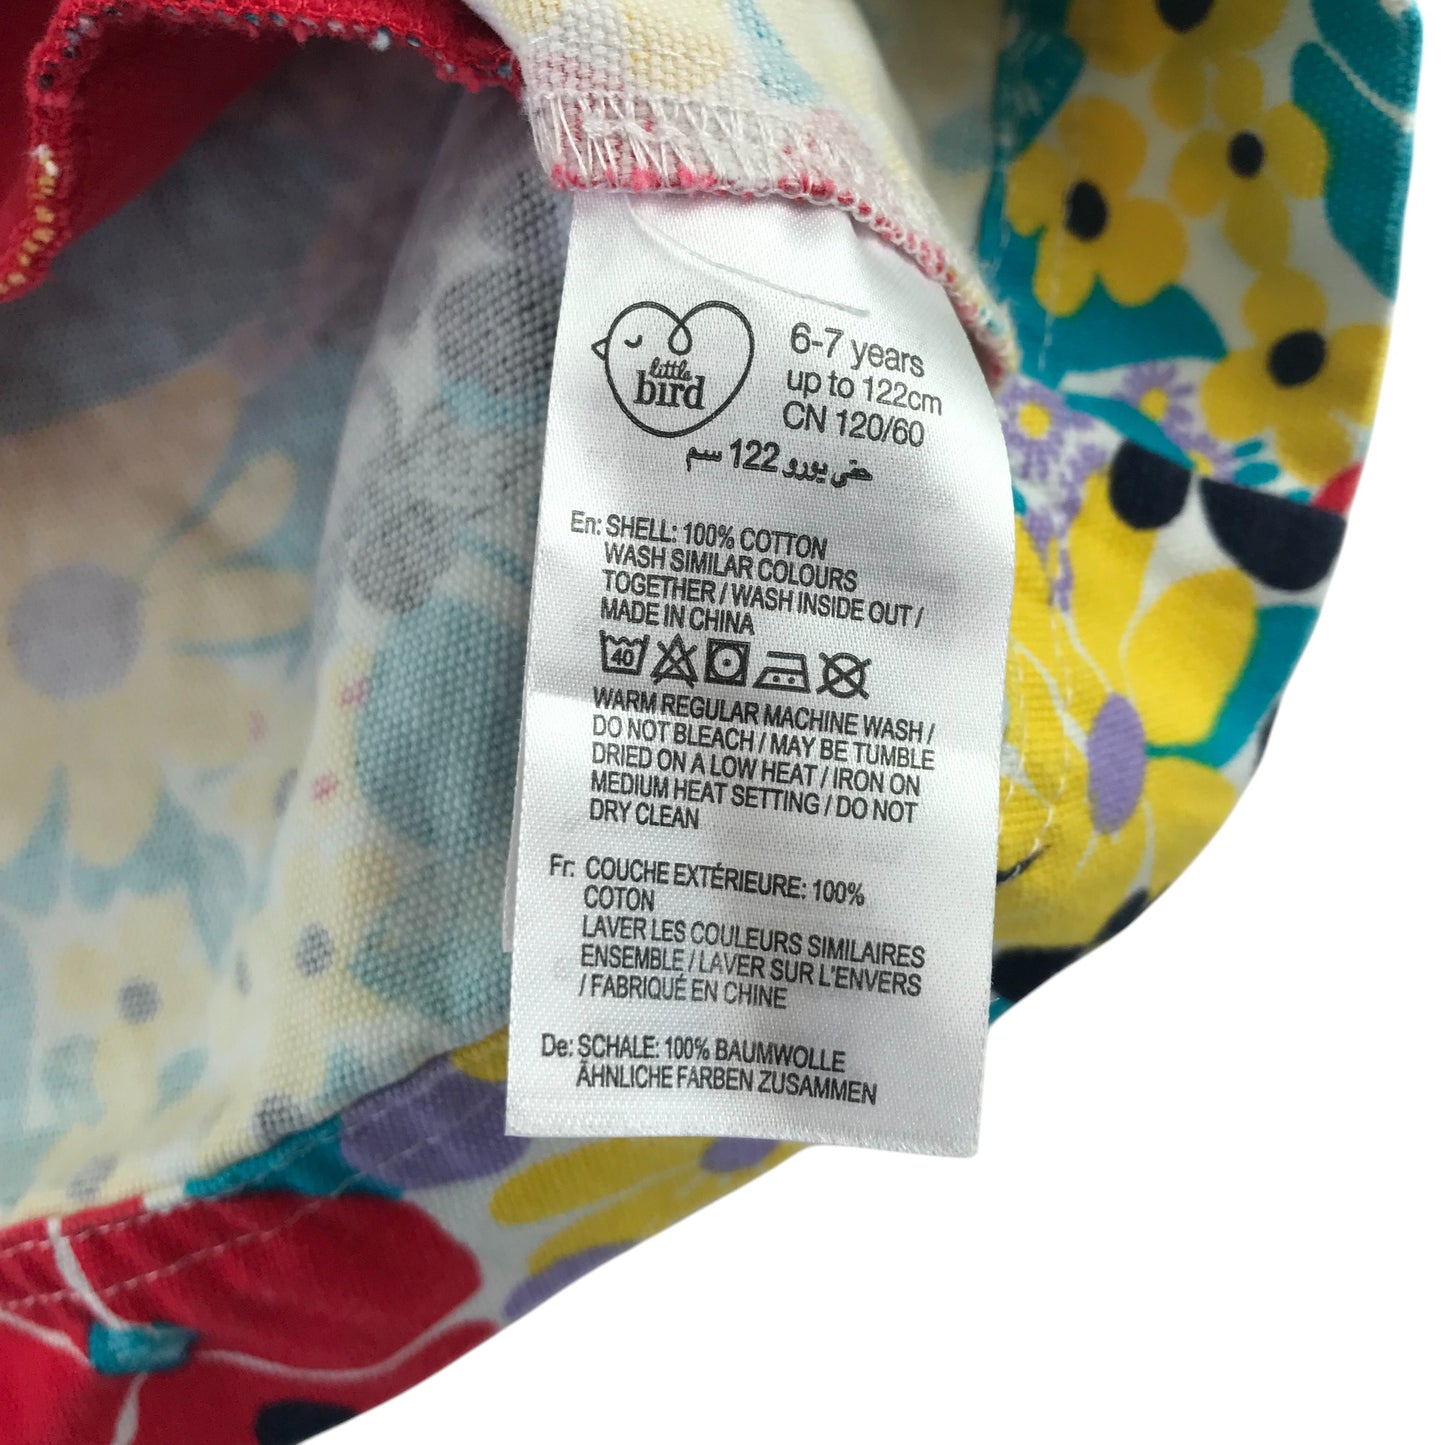 little
bird
6-7 years
up to 122cm
CN 120/60
122 سم
En: SHELL: 100% COTTON
WASH SIMILAR COLOURS
TOGETHER / WASH INSIDE OUT /
MADE IN CHINA
40
WARM REGULAR MACHINE WASH /
DO NOT BLEACH / MAY BE TUMBLE
DRIED ON A LOW HEAT / IRON ON
MEDIUM HEAT SETTING / DO NOT
DRY CLEAN
Fr: COUCHE EXTÉRIEURE: 100%
COTON
LAVER LES COULEURS SIMILAIRES
ENSEMBLE / LAVER SUR L'ENVERS
/ FABRIQUÉ EN CHINE
De: SCHALE: 100% BAUMWOLLE
ÄHNLICHE FARBEN ZUSAMMEN